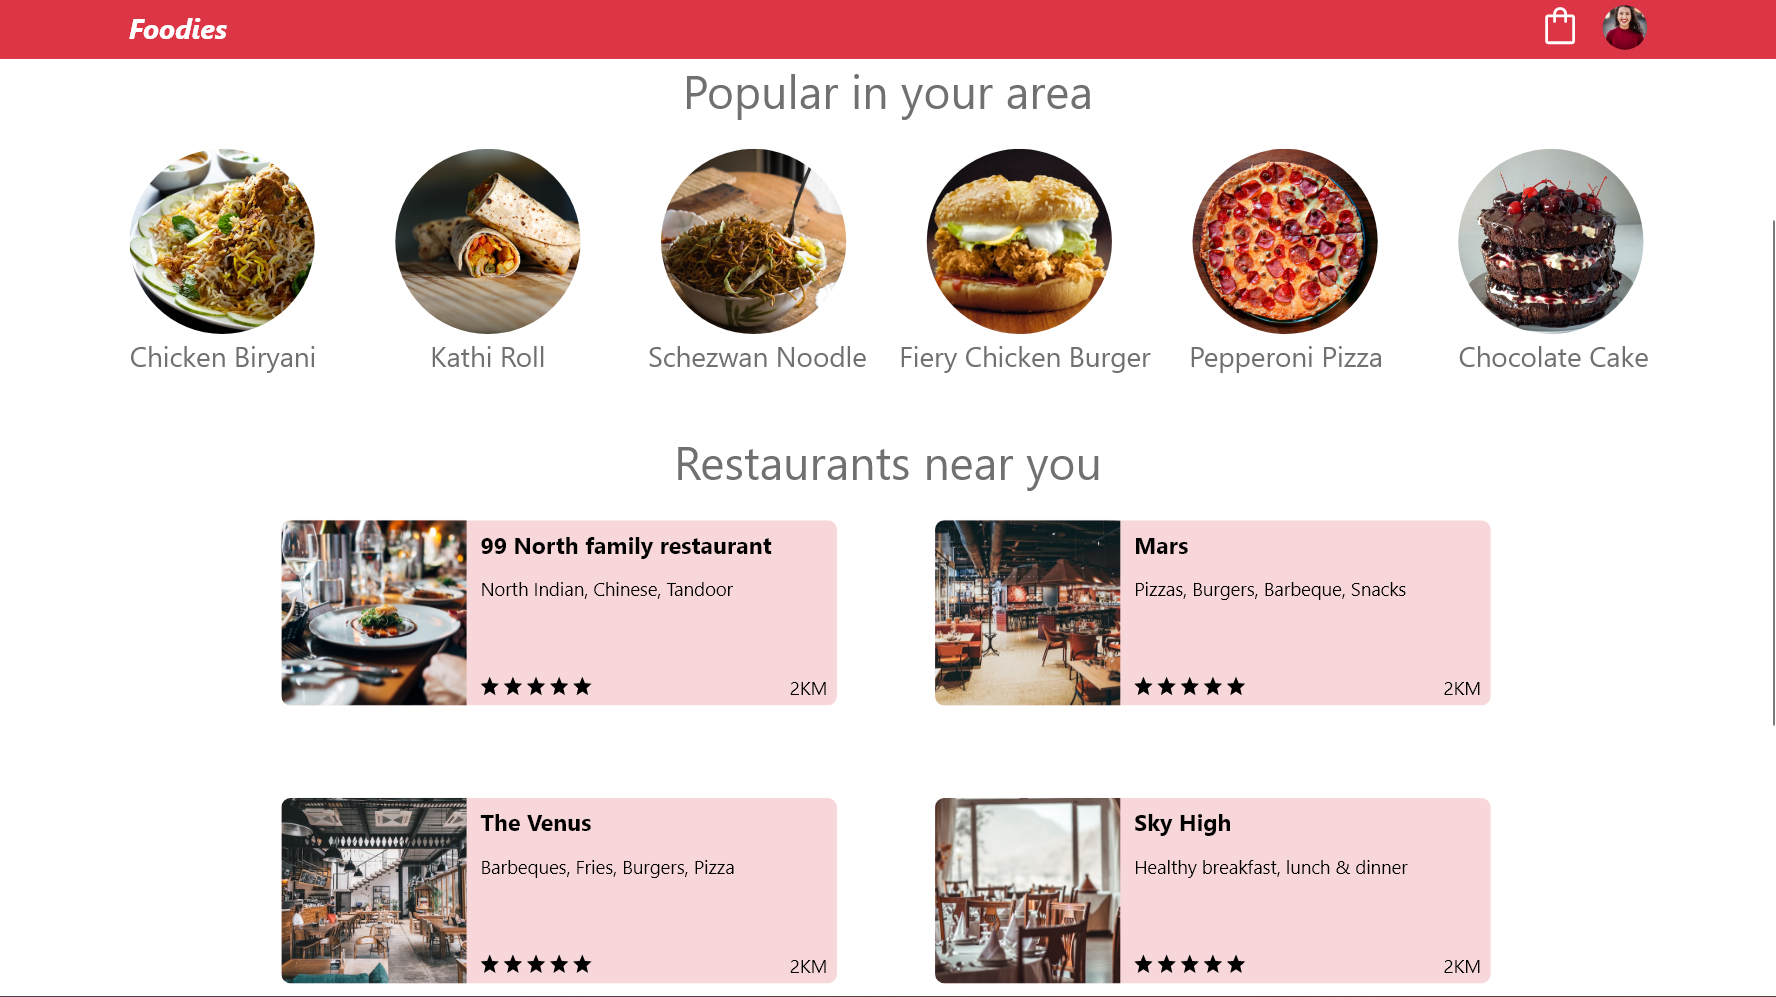 Foodies
Popular in your area
Chicken Biryani
Kathi Roll
Schezwan Noodle
Fiery Chicken Burger
Pepperoni Pizza
Chocolate Cake
Restaurants near you
99 North family restaurant
North Indian, Chinese, Tandoor
2KM
Mars
Pizzas, Burgers, Barbeque, Snacks
2KM
The Venus
Barbeques, Fries, Burgers, Pizza
2KM
Sky High
Healthy breakfast, lunch & dinner
2KM